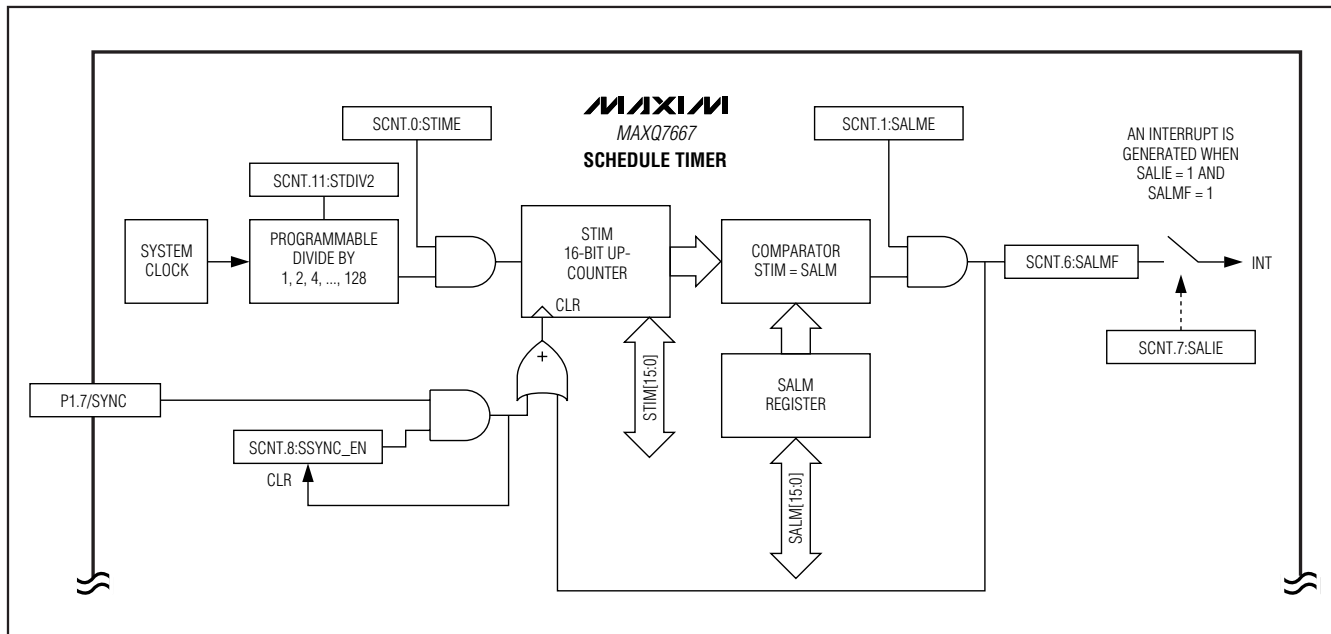 MAXIM
MAXQ7667
SCHEDULE TIMER
SCNT.0:STIME
SCNT.1:SALME
AN INTERRUPT IS
GENERATED WHEN
SALIE = 1 AND
SALMF = 1
SCNT.11:STDIV2
SYSTEM
CLOCK
PROGRAMMABLE
DIVIDE BY
1, 2, 4, ..., 128
STIM
16-BIT UP-
COUNTER
CLR
COMPARATOR
STIM = SALM
SCNT.6:SALMF
INT
SCNT.7:SALIE
+
STIM[15:0]
SALM
REGISTER
P1.7/SYNC
SCNT.8:SSYNC_EN
CLR
SALM[15:0]